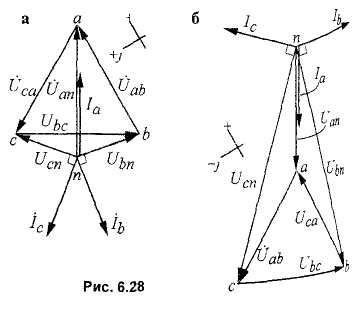 а
a
+j
+
U̇ca
U̇an
U̇ab
Ia
c
Ubc
b
Ucn
n
Ubn
İc
İb
Рис. 6.28
б
Ic
Ib
n
Ia
Uan
+
−j
Ucn
Ubn
a
Uca
U̇ab
Ubc
c
b